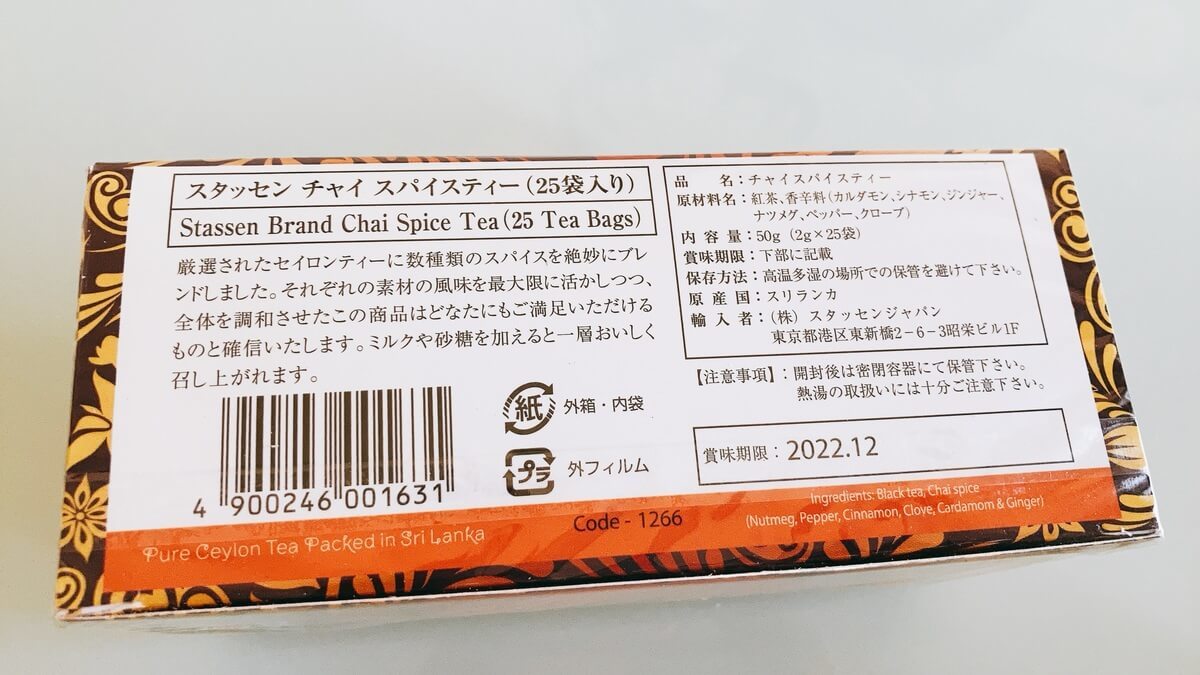 スタッセン チャイ スパイスティー(25袋入り)
Stassen Brand Chai Spice Tea(25 Tea Bags)
厳選されたセイロンティーに数種類のスパイスを絶妙にブレ
ンドしました。それぞれの素材の風味を最大限に活かしつつ、
全体を調和させたこの商品はどなたにもご満足いただける
ものと確信いたします。ミルクや砂糖を加えると一層おいしく
召し上がれます。
4 900246 001631
紙 外箱・内袋
プラ 外フィルム
品名:チャイスパイスティー
原材料名:紅茶、香辛料(カルダモン、シナモン、ジンジャー、
ナツメグ、ペッパー、クローブ)
内容量:50g (2g×25袋)
賞味期限:下部に記載
保存方法:高温多湿の場所での保管を避けて下さい。
原産国:スリランカ
輸入者:(株) スタッセンジャパン
東京都港区東新橋2-6-3昭栄ビル1F
【注意事項】:開封後は密閉容器にて保管下さい。
熱湯の取扱いには十分ご注意下さい。
賞味期限:2022.12
Pure Ceylon Tea Packed in Sri Lanka
Code - 1266
Ingredients: Black tea, Chai spice
(Nutmeg, Pepper, Cinnamon, Clove, Cardamom & Ginger)